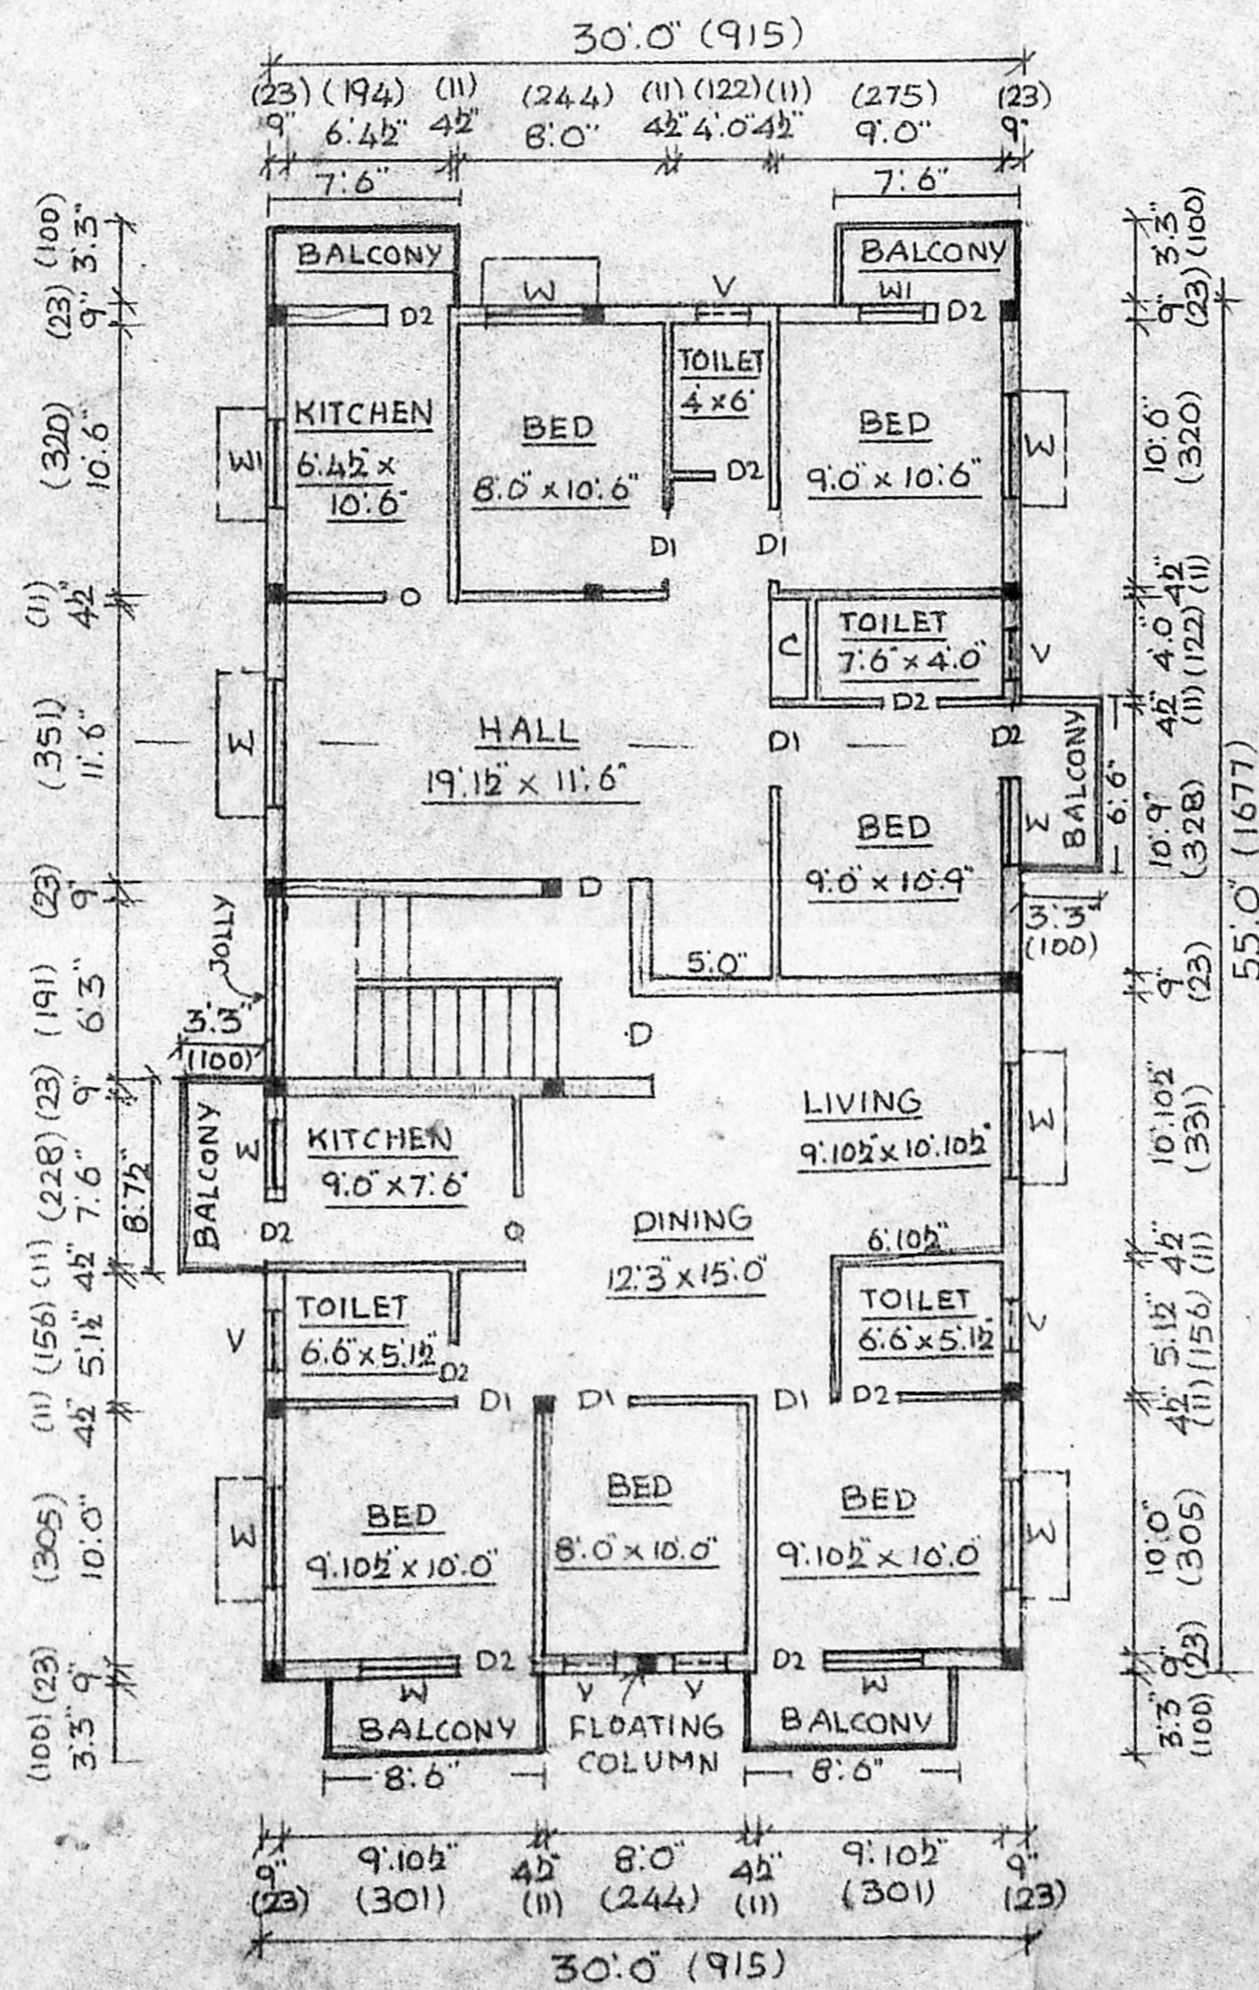 30'.0" (915)
(23) (194) (11) (244) (11) (122) (11) (275) (23)
9" 6'.4½" 4½" 8'.0" 4½" 4'.0" 4½" 9'.0" 9"
7'.6" 7'.6"
BALCONY BALCONY
W V W1
D2 D2
3'.3" (100) 3'.3" (100)
9" (23) 9" (23)
TOILET
4' x 6'
KITCHEN BED BED
6'.4½" x
10'.6" 8'.0" x 10'.6" 9'.0" x 10'.6"
D2
W1 W
10'.6" (320) 10'.6" (320)
D1 D1
O
4½" (11) 4½" (11)
TOILET
C 7'.6" x 4'.0" V
4'.0" (122)
D2
4½" (11)
HALL D1 D2
W
19'.1½" x 11'.6"
11'.6" (351)
BALCONY
6'.6"
W
BED
9'.0" x 10'.9"
10'.9" (328)
55'.0" (1677)
D
9" (23)
3'.3"
(100)
JOLLY
5'.0"
9" (23)
6'.3" (191)
3'.3"
(100)
D
9" (23)
LIVING
9'.10½" x 10'.10½"
W
10'.10½" (331)
BALCONY
W
KITCHEN
9'.0" x 7'.6"
8'.7½"
7'.6" (228)
D2 O
DINING
12'.3" x 15'.0"
6'.10½"
4½" (11) 4½" (11)
TOILET TOILET
6'.6" x 5'.1½" 6'.6" x 5'.1½"
V V
5'.1½" (156) 5'.1½" (156)
D2
D1 D1 D1 D2
4½" (11) 4½" (11)
BED BED BED
9'.10½" x 10'.0" 8'.0" x 10'.0" 9'.10½" x 10'.0"
W W
10'.0" (305) 10'.0" (305)
D2 D2
9" (23) 9" (23)
W V V W
BALCONY FLOATING BALCONY
COLUMN
3'.3" (100) 3'.3" (100)
8'.6" 8'.6"
9" 9'.10½" 4½" 8'.0" 4½" 9'.10½" 9"
(23) (301) (11) (244) (11) (301) (23)
30'.0" (915)